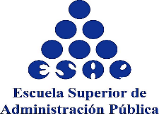 ESAP
Escuela Superior de
Administración Pública